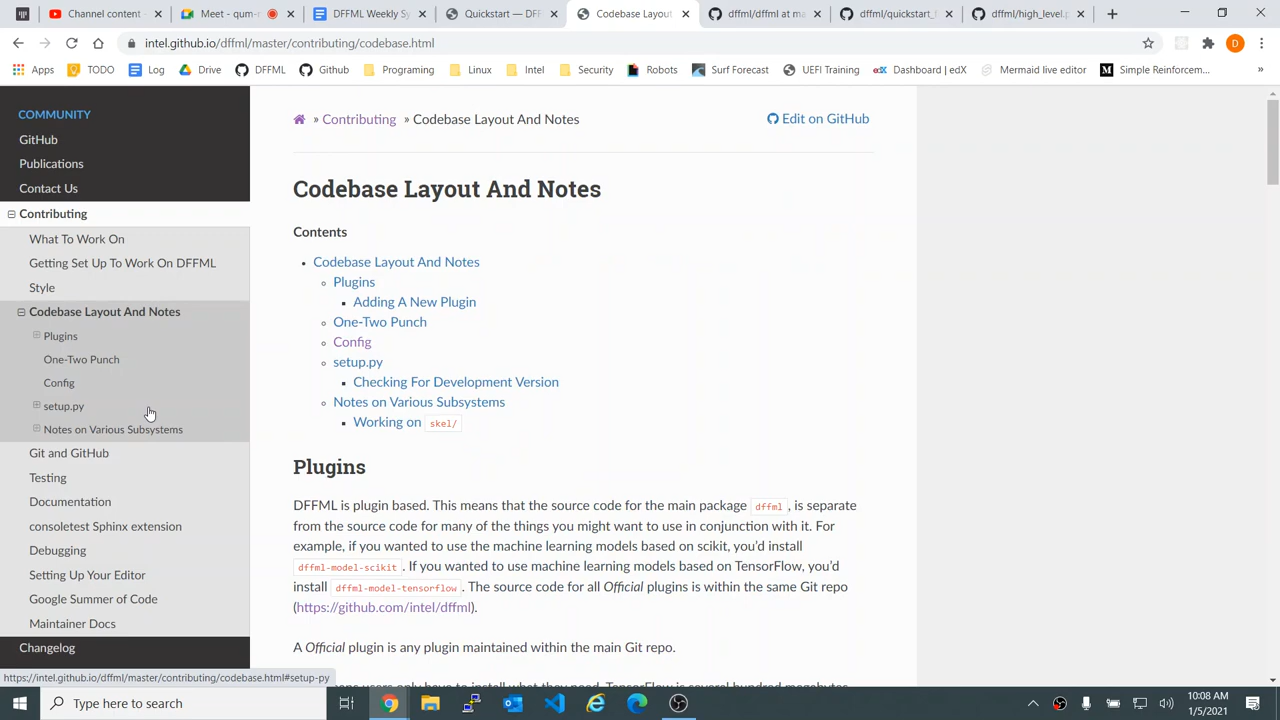 Channel content - YouT
Meet - qum-r
DFFML Weekly Sy
Quickstart — DFF
Codebase Layou
dffml/dffml at ma
dffml/quickstart_
dffml/high_level.p
intel.github.io/dffml/master/contributing/codebase.html
D
Apps
TODO
Log
Drive
DFFML
Github
Programing
Linux
Intel
Security
Robots
Surf Forecast
UEFI Training
Dashboard | edX
Mermaid live editor
Simple Reinforcem...
»
COMMUNITY
GitHub
Publications
Contact Us
Contributing
What To Work On
Getting Set Up To Work On DFFML
Style
Codebase Layout And Notes
Plugins
One-Two Punch
Config
setup.py
Notes on Various Subsystems
Git and GitHub
Testing
Documentation
consoletest Sphinx extension
Debugging
Setting Up Your Editor
Google Summer of Code
Maintainer Docs
Changelog
» Contributing » Codebase Layout And Notes
Edit on GitHub
Codebase Layout And Notes
Contents
Codebase Layout And Notes
Plugins
Adding A New Plugin
One-Two Punch
Config
setup.py
Checking For Development Version
Notes on Various Subsystems
Working on skel/
Plugins
DFFML is plugin based. This means that the source code for the main package dffml , is separate
from the source code for many of the things you might want to use in conjunction with it. For
example, if you wanted to use the machine learning models based on scikit, you'd install
dffml-model-scikit . If you wanted to use machine learning models based on TensorFlow, you'd
install dffml-model-tensorflow . The source code for all Official plugins is within the same Git repo
(https://github.com/intel/dffml).
A Official plugin is any plugin maintained within the main Git repo.
https://intel.github.io/dffml/master/contributing/codebase.html#setup-py
Type here to search
10:08 AM
1/5/2021